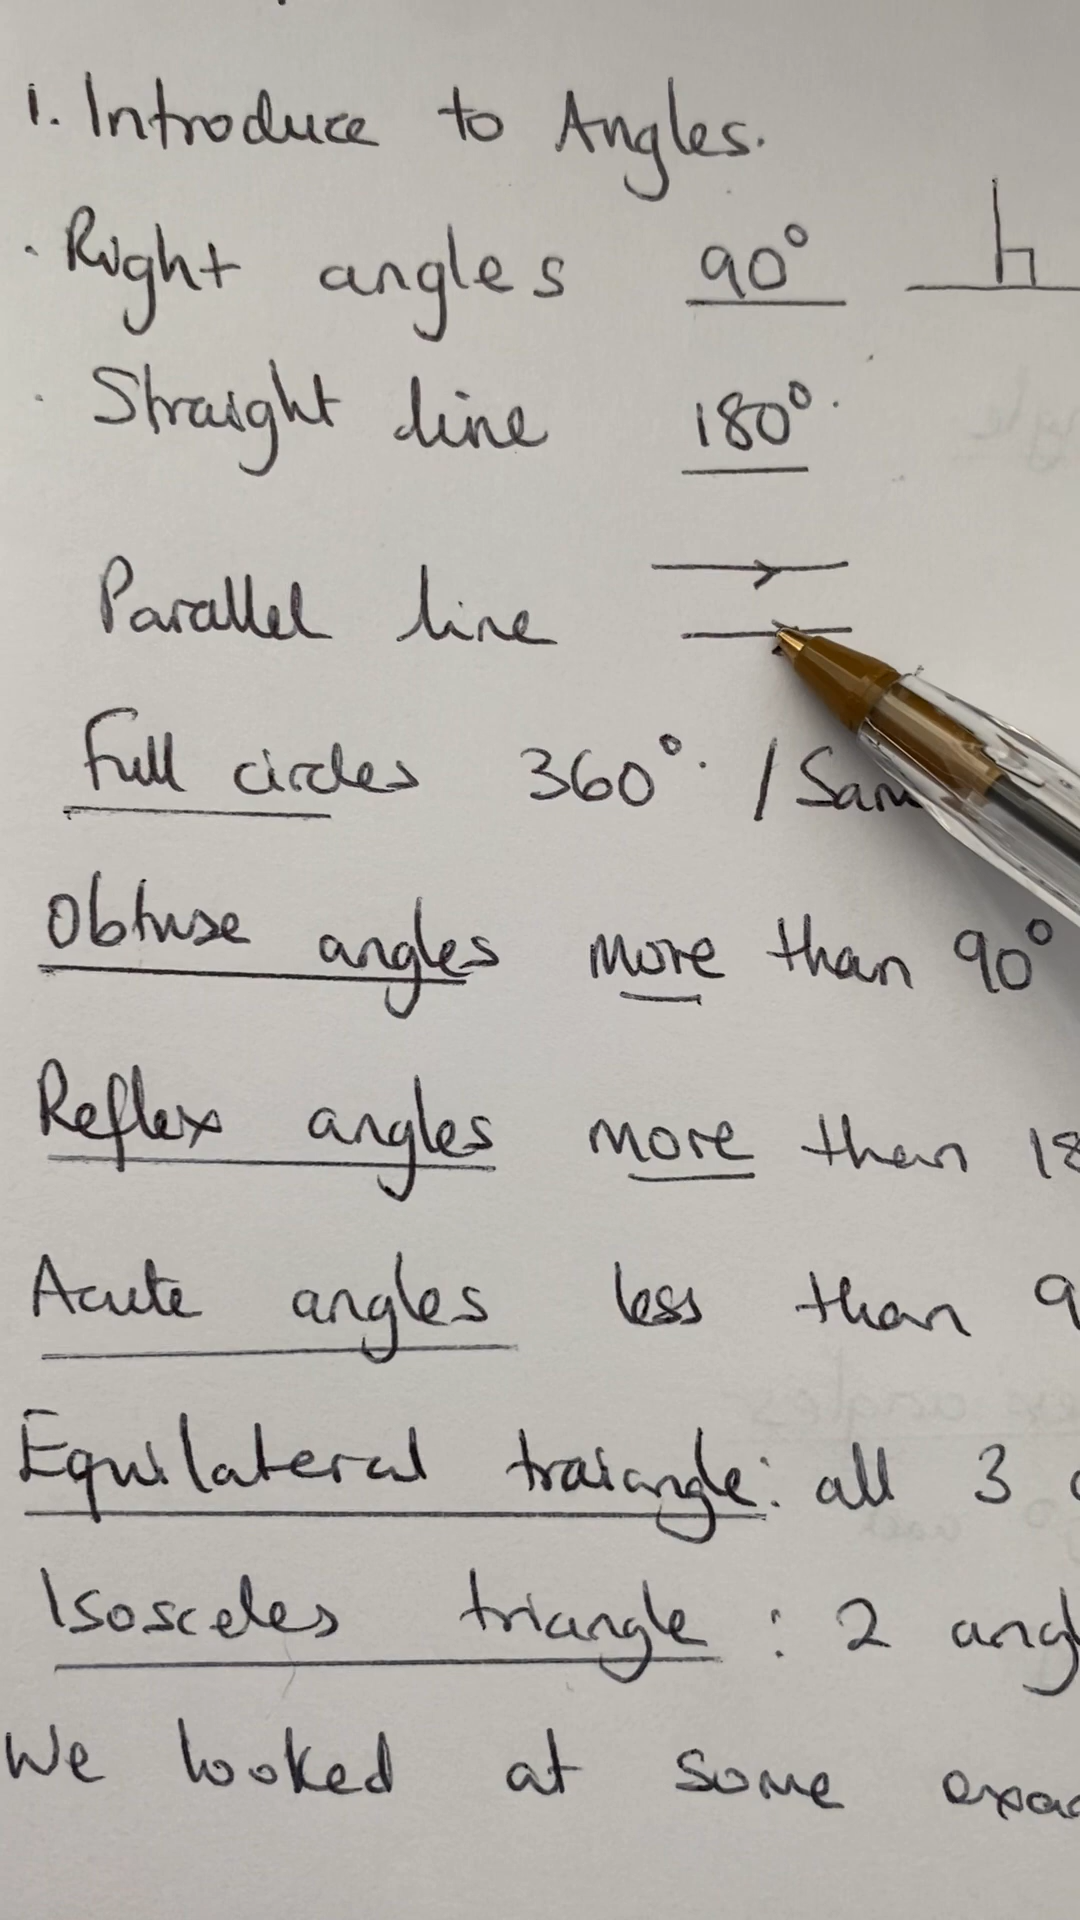 1. Introduce to Angles.
· Right angles 90°
· Straight line 180°.
Parallel line
Full circles 360°. /
Obtuse angles more than 90°
Reflex angles more than 18
Acute angles less than 9
Equilateral traiangle: all 3
Isosceles triangle : 2
We looked at some